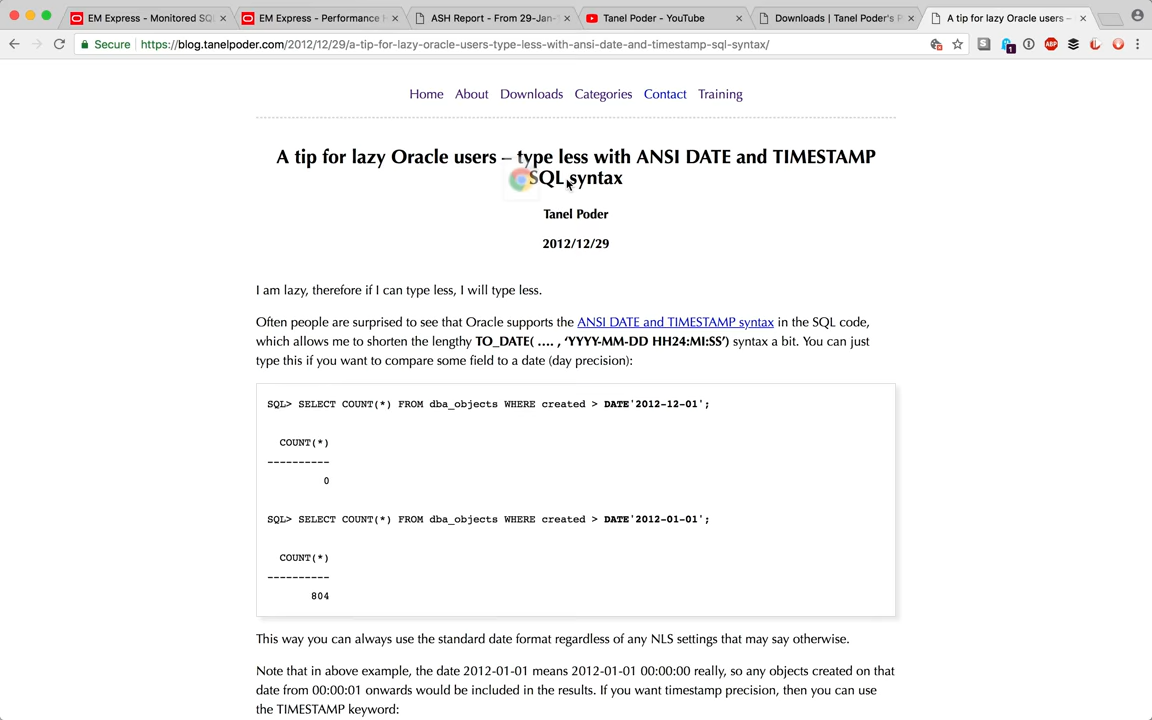 EM Express - Monitored SQ
EM Express - Performance H
ASH Report - From 29-Jan-
Tanel Poder - YouTube
Downloads | Tanel Poder's P
A tip for lazy Oracle users –
Secure
https://blog.tanelpoder.com/2012/12/29/a-tip-for-lazy-oracle-users-type-less-with-ansi-date-and-timestamp-sql-syntax/
S
1
ABP
Home About Downloads Categories Contact Training
A tip for lazy Oracle users – type less with ANSI DATE and TIMESTAMP
SQL syntax
Tanel Poder
2012/12/29
I am lazy, therefore if I can type less, I will type less.
Often people are surprised to see that Oracle supports the ANSI DATE and TIMESTAMP syntax in the SQL code,
which allows me to shorten the lengthy TO_DATE( …. , ‘YYYY-MM-DD HH24:MI:SS’) syntax a bit. You can just
type this if you want to compare some field to a date (day precision):
SQL> SELECT COUNT(*) FROM dba_objects WHERE created > DATE'2012-12-01';
COUNT(*)
----------
0
SQL> SELECT COUNT(*) FROM dba_objects WHERE created > DATE'2012-01-01';
COUNT(*)
----------
804
This way you can always use the standard date format regardless of any NLS settings that may say otherwise.
Note that in above example, the date 2012-01-01 means 2012-01-01 00:00:00 really, so any objects created on that
date from 00:00:01 onwards would be included in the results. If you want timestamp precision, then you can use
the TIMESTAMP keyword: